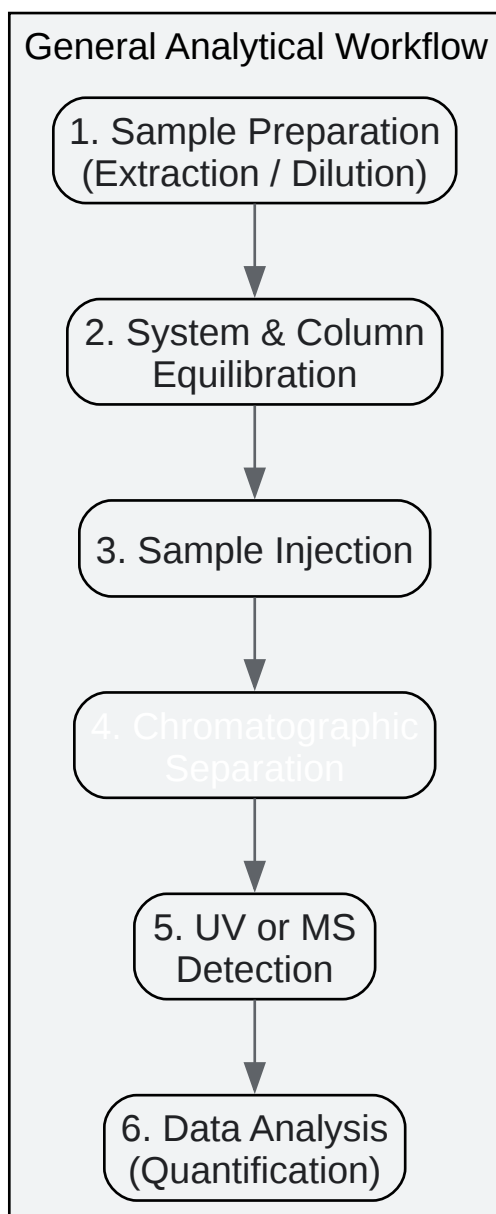 General Analytical Workflow
1. Sample Preparation
(Extraction / Dilution)
2. System & Column
Equilibration
3. Sample Injection
4. Chromatographic
Separation
5. UV or MS
Detection
6. Data Analysis
(Quantification)